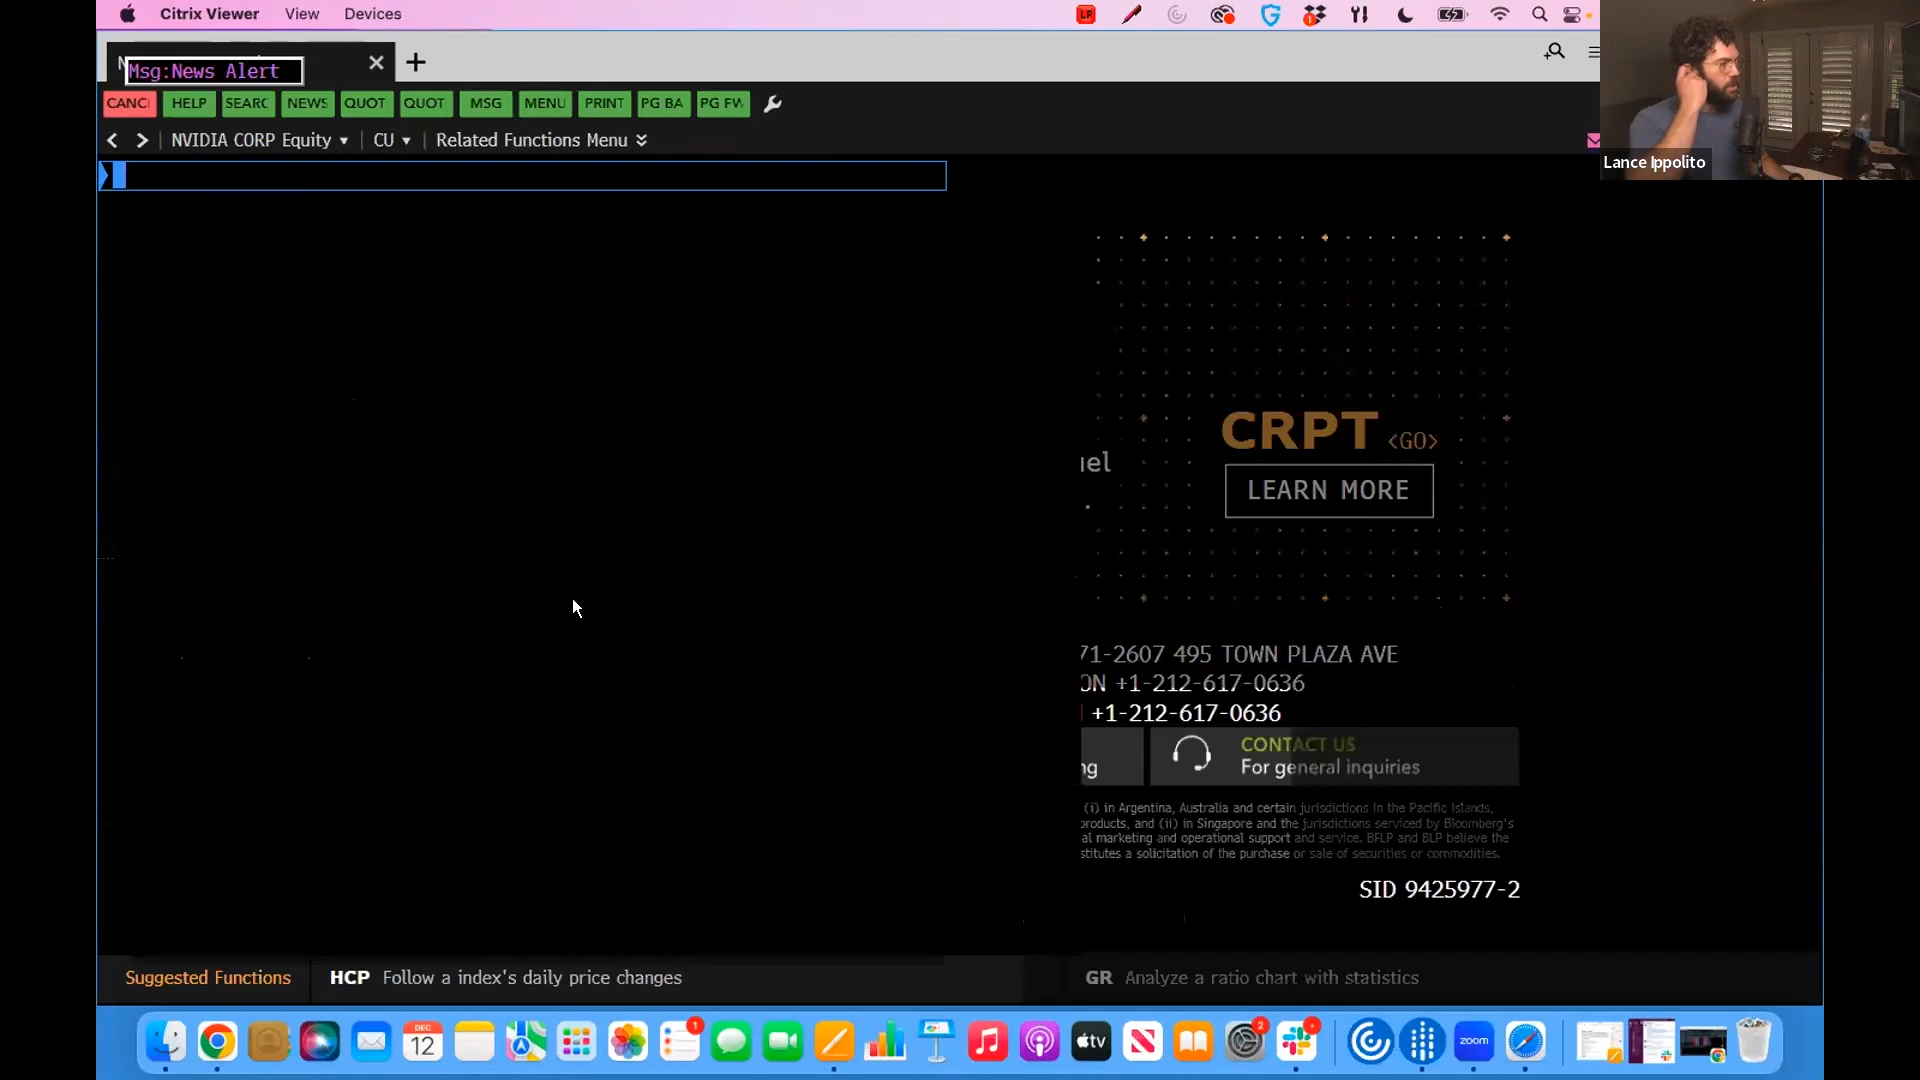 Citrix Viewer View Devices
Msg:News Alert
CANC HELP SEARC NEWS QUOT QUOT MSG MENU PRINT PG BA PG FW
NVIDIA CORP Equity CU Related Functions Menu
Lance Ippolito
CRPT <GO>
uel
LEARN MORE
71-2607 495 TOWN PLAZA AVE
ON +1-212-617-0636
+1-212-617-0636
CONTACT US
ng For general inquiries
(i) in Argentina, Australia and certain jurisdictions in the Pacific Islands,
products, and (ii) in Singapore and the jurisdictions serviced by Bloomberg's
al marketing and operational support and service. BFLP and BLP believe the
stitutes a solicitation of the purchase or sale of securities or commodities.
SID 9425977-2
Suggested Functions HCP Follow a index's daily price changes GR Analyze a ratio chart with statistics
DEC
12
1
tv
2
zoom